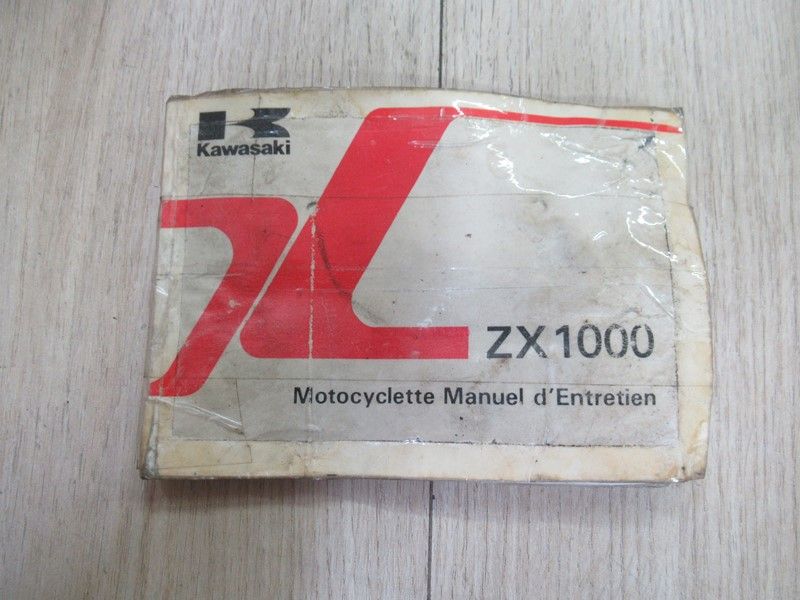 Kawasaki
ZX1000
Motocyclette Manuel d'Entretien